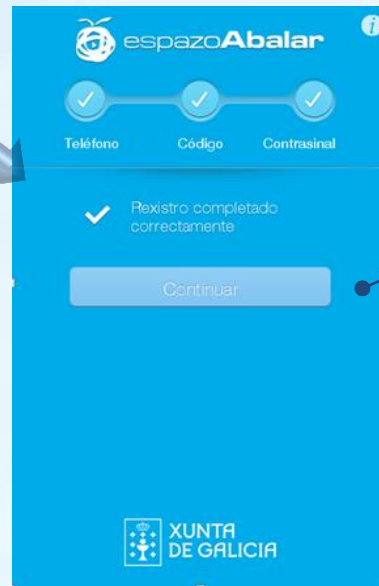 espazoAbalar
Teléfono Código Contrasinal
Rexistro completado
correctamente
Continuar
XUNTA
DE GALICIA